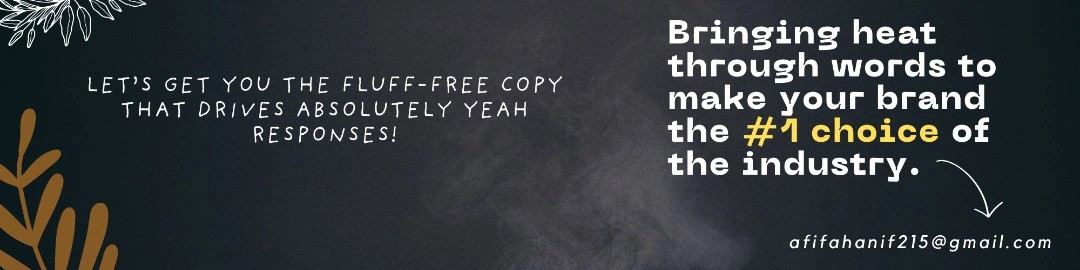 LET'S GET YOU THE FLUFF-FREE COPY
THAT DRIVES ABSOLUTELY YEAH
RESPONSES!
Bringing heat
through words to
make your brand
the #1 choice of
the industry.
afifahanif215@gmail.com